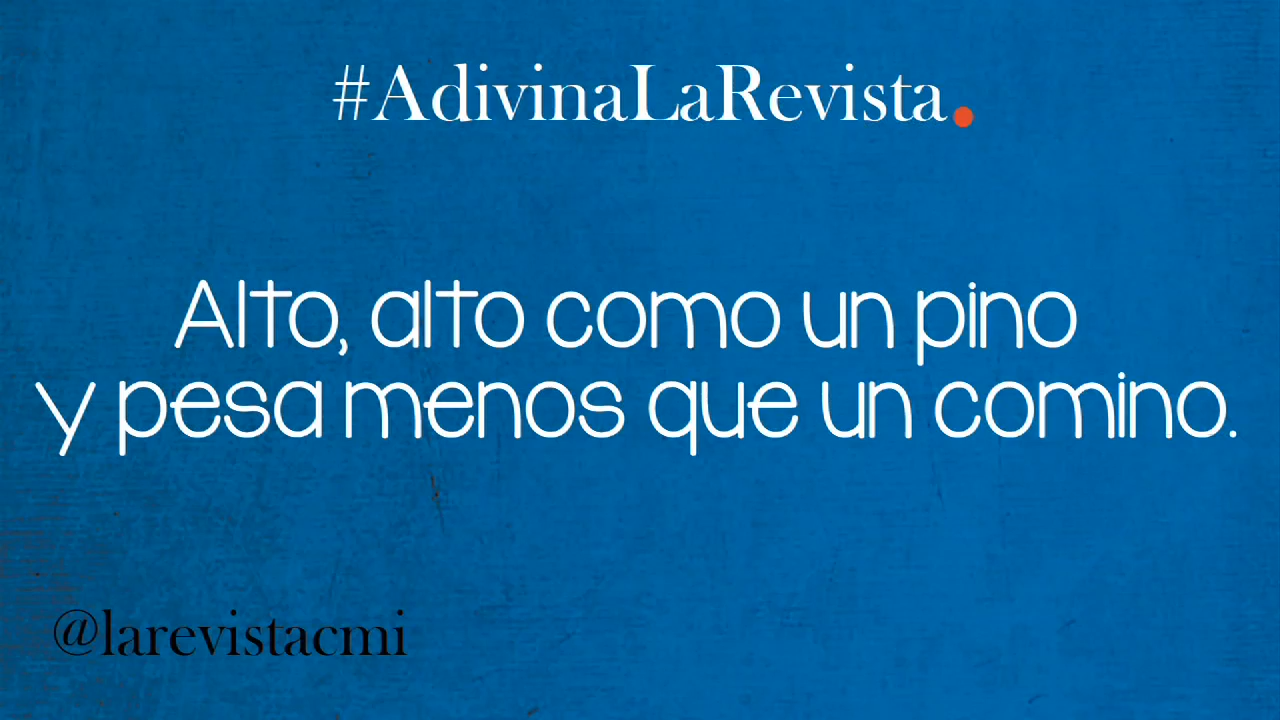 #AdivinaLaRevista.
Alto, alto como un pino
y pesa menos que un comino.
@larevistacmi